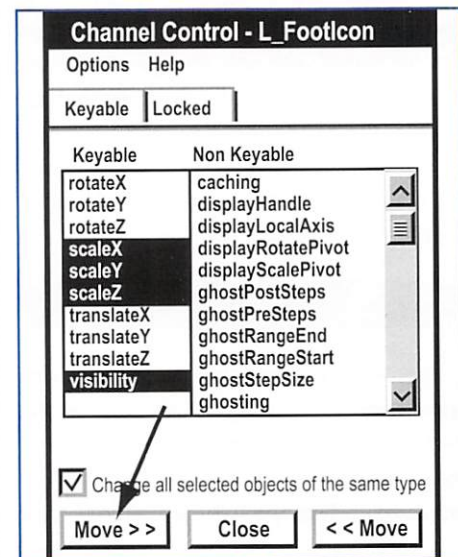 Channel Control - L_FootIcon
Options Help
Keyable Locked
Keyable Non Keyable
rotateX caching
rotateY displayHandle
rotateZ displayLocalAxis
scaleX displayRotatePivot
scaleY displayScalePivot
scaleZ ghostPostSteps
translateX ghostPreSteps
translateY ghostRangeEnd
translateZ ghostRangeStart
visibility ghostStepSize
ghosting
Change all selected objects of the same type
Move > > Close < < Move